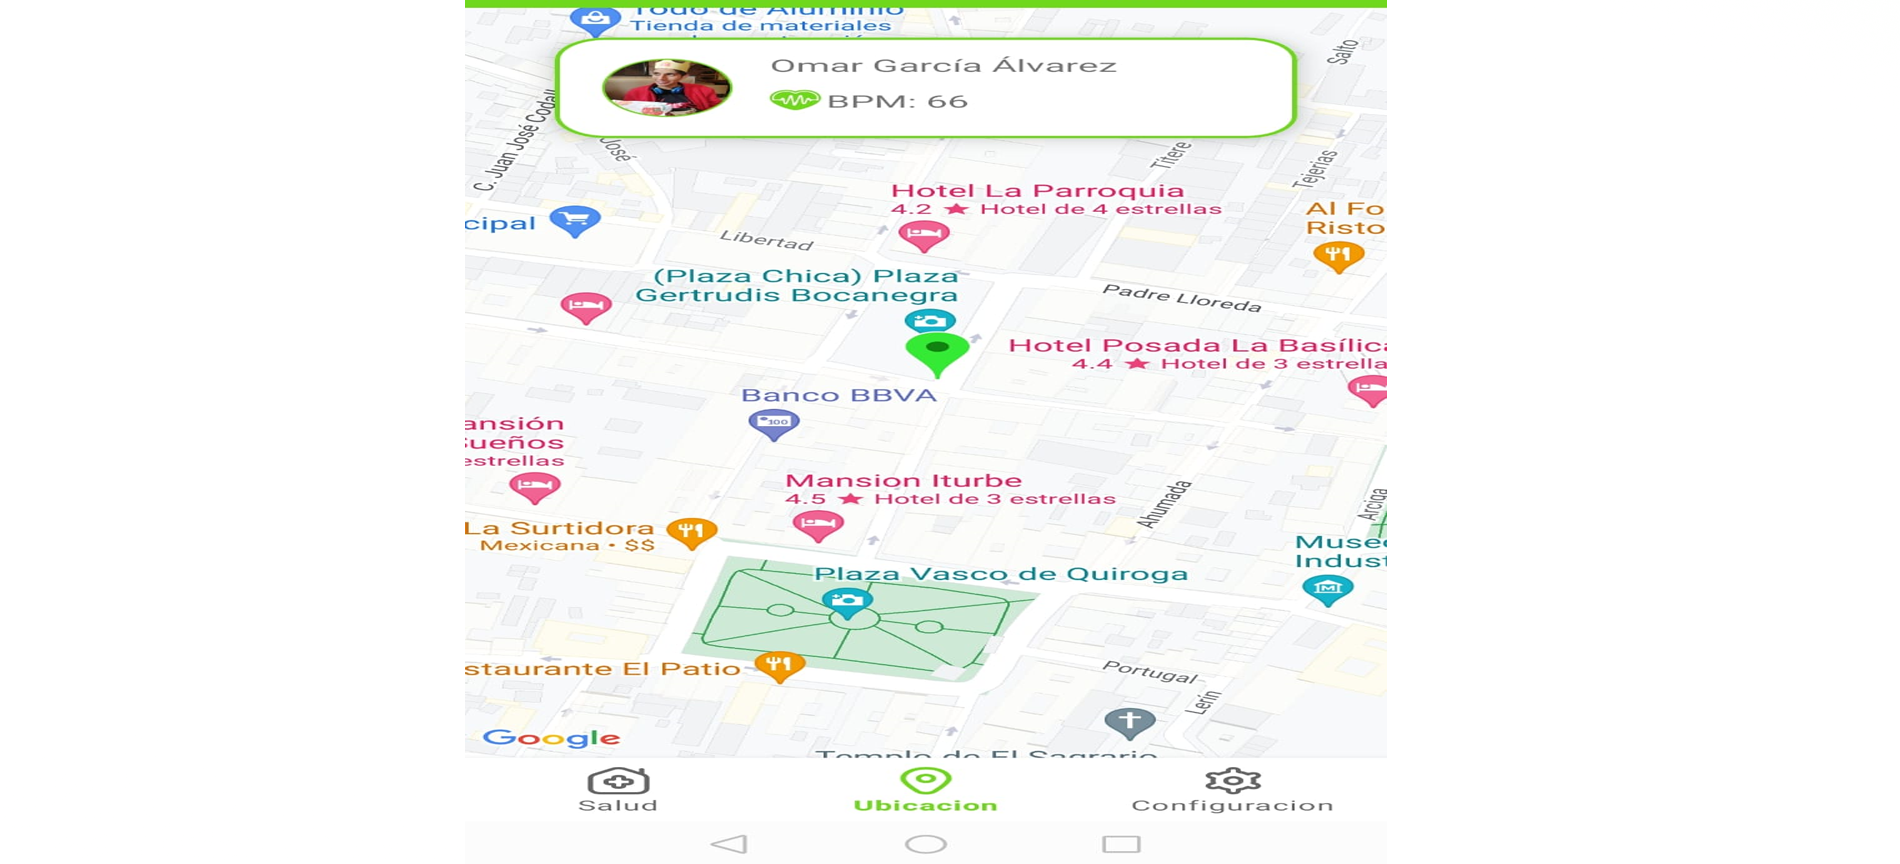 Todo de Aluminio
Tienda de materiales
Omar García Álvarez
BPM: 66
Salto
C. Juan José Codall
José
Títere
Tejerías
Hotel La Parroquia
4.2 ★ Hotel de 4 estrellas
Al Fo
Risto
cipal
Libertad
(Plaza Chica) Plaza
Gertrudis Bocanegra
Padre Lloreda
Hotel Posada La Basílica
4.4 ★ Hotel de 3 estrella
Banco BBVA
300
ansión
Sueños
estrellas
Mansion Iturbe
4.5 ★ Hotel de 3 estrellas
Ahumada
Arciga
La Surtidora
Mexicana • $$
Museo
Indust
M
Plaza Vasco de Quiroga
staurante El Patio
Portugal
Lerín
Google
Templo de El Sagrario
Salud
Ubicacion
Configuracion